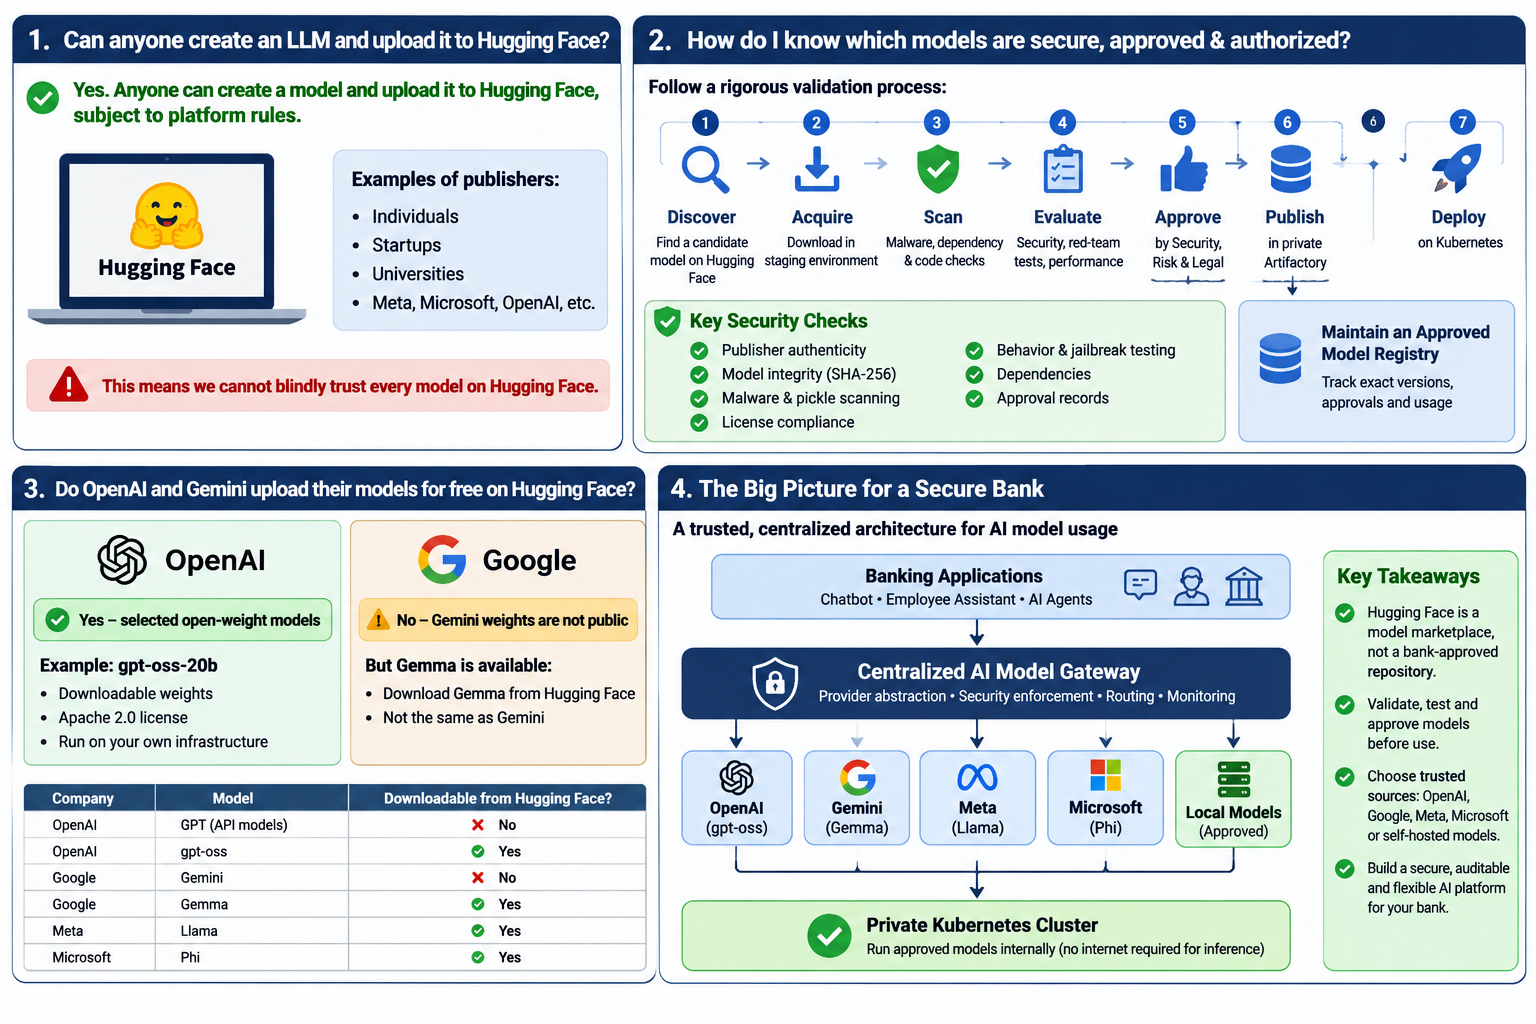 1. Can anyone create an LLM and upload it to Hugging Face?
Yes. Anyone can create a model and upload it to Hugging Face,
subject to platform rules.
Hugging Face
Examples of publishers:
• Individuals
• Startups
• Universities
• Meta, Microsoft, OpenAI, etc.
This means we cannot blindly trust every model on Hugging Face.
2. How do I know which models are secure, approved & authorized?
Follow a rigorous validation process:
1 2 3 4 5 6 6 7
Discover
Find a candidate
model on Hugging
Face
Acquire
Download in
staging environment
Scan
Malware, dependency
& code checks
Evaluate
Security, red-team
tests, performance
Approve
by Security,
Risk & Legal
Publish
in private
Artifactory
Deploy
on Kubernetes
Key Security Checks
Publisher authenticity
Model integrity (SHA-256)
Malware & pickle scanning
License compliance
Behavior & jailbreak testing
Dependencies
Approval records
Maintain an Approved
Model Registry
Track exact versions,
approvals and usage
3. Do OpenAI and Gemini upload their models for free on Hugging Face?
OpenAI
Yes – selected open-weight models
Example: gpt-oss-20b
• Downloadable weights
• Apache 2.0 license
• Run on your own infrastructure
Google
No – Gemini weights are not public
But Gemma is available:
• Download Gemma from Hugging Face
• Not the same as Gemini
Company Model Downloadable from Hugging Face?
OpenAI GPT (API models) No
OpenAI gpt-oss Yes
Google Gemini No
Google Gemma Yes
Meta Llama Yes
Microsoft Phi Yes
4. The Big Picture for a Secure Bank
A trusted, centralized architecture for AI model usage
Banking Applications
Chatbot • Employee Assistant • AI Agents
Centralized AI Model Gateway
Provider abstraction • Security enforcement • Routing • Monitoring
OpenAI
(gpt-oss)
Gemini
(Gemma)
Meta
(Llama)
Microsoft
(Phi)
Local Models
(Approved)
Private Kubernetes Cluster
Run approved models internally (no internet required for inference)
Key Takeaways
Hugging Face is a
model marketplace,
not a bank-approved
repository.
Validate, test and
approve models
before use.
Choose trusted
sources: OpenAI,
Google, Meta, Microsoft
or self-hosted models.
Build a secure, auditable
and flexible AI platform
for your bank.